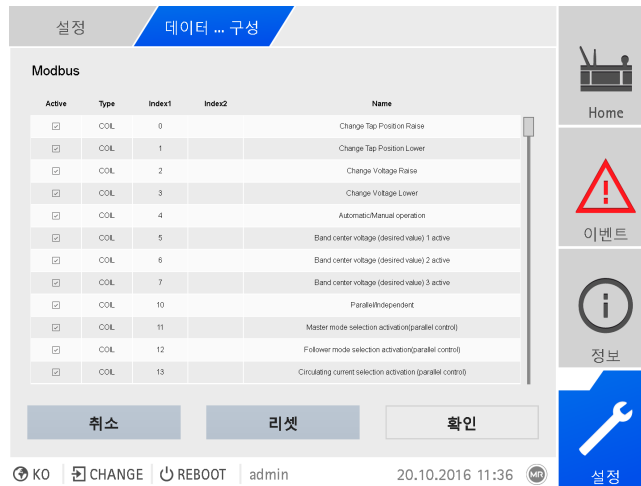 설정
데이터 ... 구성
Modbus
Active Type Index1 Index2 Name
COIL 0 Change Tap Position Raise
COIL 1 Change Tap Position Lower
COIL 2 Change Voltage Raise
COIL 3 Change Voltage Lower
COIL 4 Automatic/Manual operation
COIL 5 Band center voltage (desired value) 1 active
COIL 6 Band center voltage (desired value) 2 active
COIL 7 Band center voltage (desired value) 3 active
COIL 10 Parallel/Independent
COIL 11 Master mode selection activation(parallel control)
COIL 12 Follower mode selection activation(parallel control)
COIL 13 Circulating current selection activation (parallel control)
취소 리셋 확인
KO CHANGE REBOOT admin 20.10.2016 11:36 MR
Home
이벤트
정보
설정